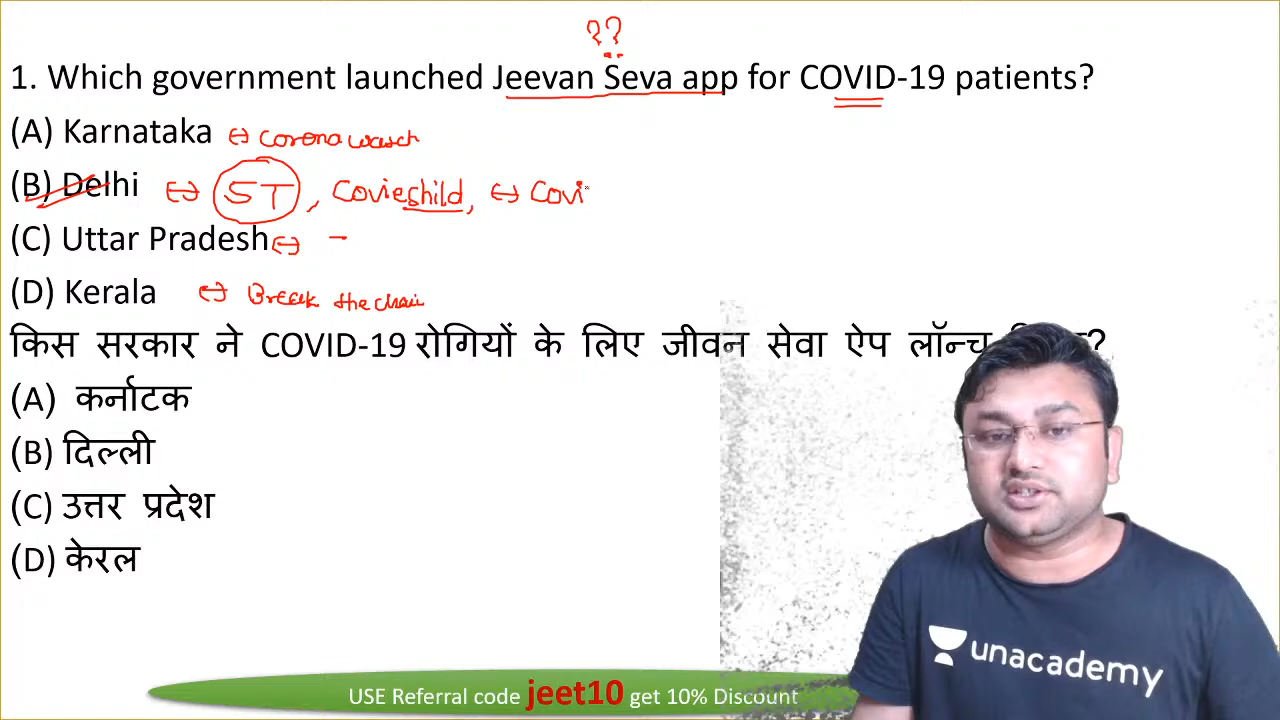 ??
1. Which government launched Jeevan Seva app for COVID-19 patients?
(A) Karnataka ↔ Corona watch
(B) Delhi ↔ ST, Covieshild, ↔ Covi
(C) Uttar Pradesh ↔ -
(D) Kerala ↔ Break the chain
किस सरकार ने COVID-19 रोगियों के लिए जीवन सेवा ऐप लॉन्च ?
(A) कर्नाटक
(B) दिल्ली
(C) उत्तर प्रदेश
(D) केरल
unacademy
USE Referral code jeet10 get 10% Discount